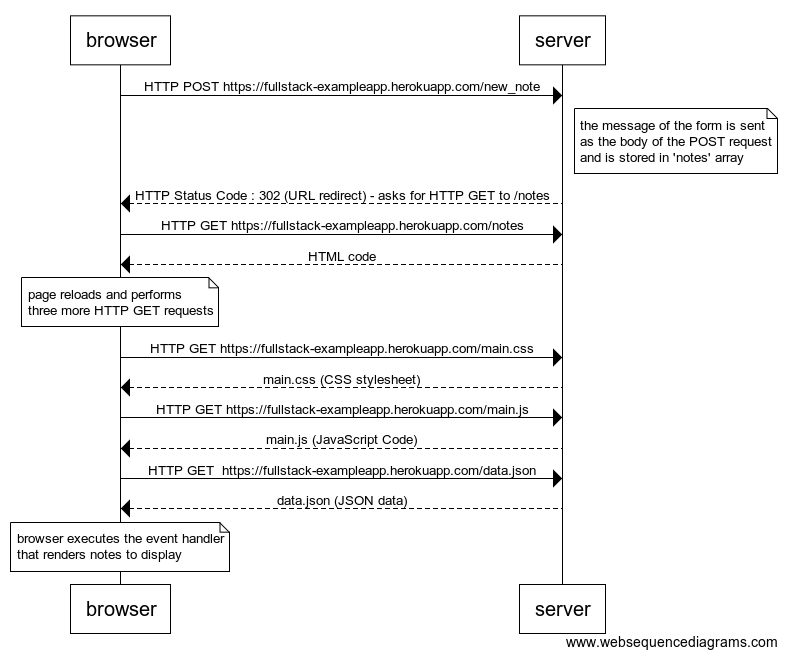 browser
server
HTTP POST https://fullstack-exampleapp.herokuapp.com/new_note
the message of the form is sent
as the body of the POST request
and is stored in 'notes' array
HTTP Status Code : 302 (URL redirect) - asks for HTTP GET to /notes
HTTP GET https://fullstack-exampleapp.herokuapp.com/notes
HTML code
page reloads and performs
three more HTTP GET requests
HTTP GET https://fullstack-exampleapp.herokuapp.com/main.css
main.css (CSS stylesheet)
HTTP GET https://fullstack-exampleapp.herokuapp.com/main.js
main.js (JavaScript Code)
HTTP GET  https://fullstack-exampleapp.herokuapp.com/data.json
data.json (JSON data)
browser executes the event handler
that renders notes to display
browser
server
www.websequencediagrams.com